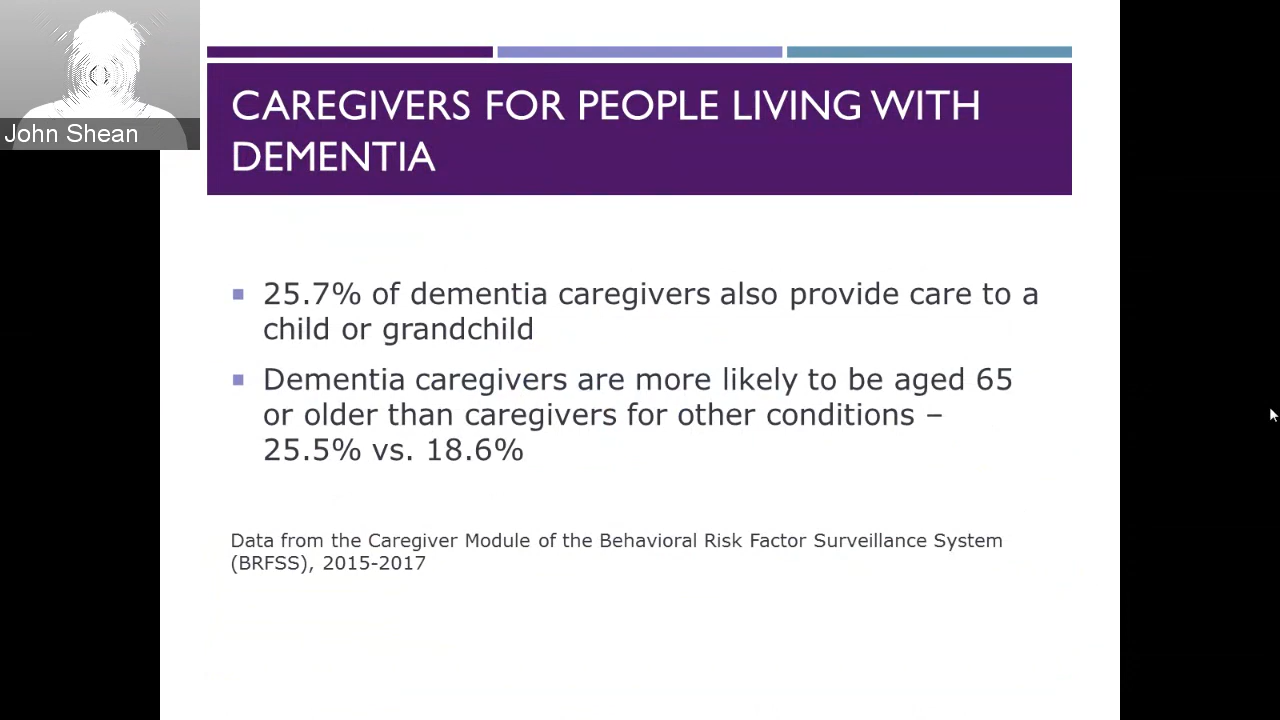 John Shean
CAREGIVERS FOR PEOPLE LIVING WITH
DEMENTIA
25.7% of dementia caregivers also provide care to a
child or grandchild
Dementia caregivers are more likely to be aged 65
or older than caregivers for other conditions –
25.5% vs. 18.6%
Data from the Caregiver Module of the Behavioral Risk Factor Surveillance System
(BRFSS), 2015-2017